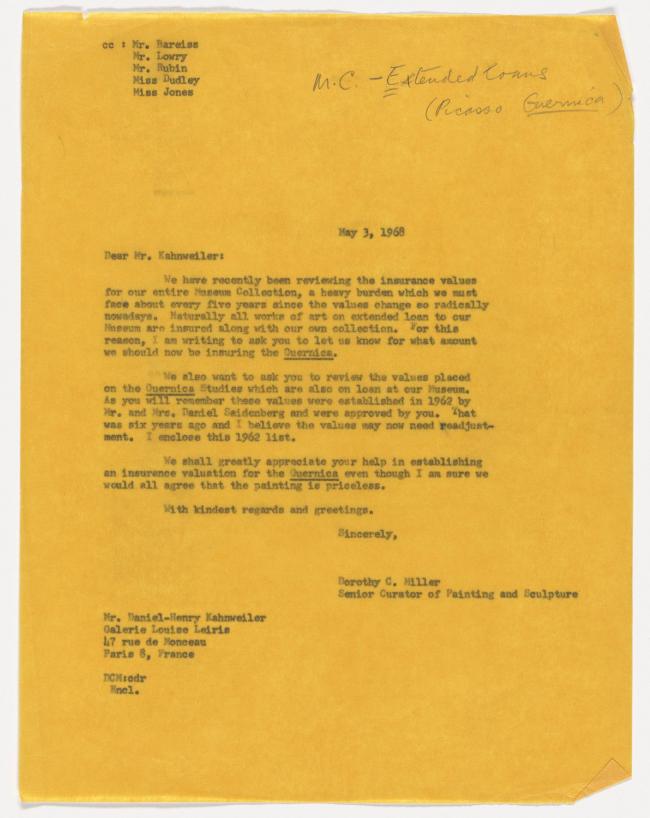 cc : Mr. Bareiss
Mr. Lowry
Mr. Rubin
Miss Dudley
Miss Jones
M.C. - Extended Loans
(Picasso Guernica)
May 3, 1968
Dear Mr. Kahnweiler:
We have recently been reviewing the insurance values
for our entire Museum Collection, a heavy burden which we must
face about every five years since the values change so radically
nowadays. Naturally all works of art on extended loan to our
Museum are insured along with our own collection. For this
reason, I am writing to ask you to let us know for what amount
we should now be insuring the Guernica.
We also want to ask you to review the values placed
on the Guernica Studies which are also on loan at our Museum.
As you will remember these values were established in 1962 by
Mr. and Mrs. Daniel Saidenberg and were approved by you. That
was six years ago and I believe the values may now need readjust-
ment. I enclose this 1962 list.
We shall greatly appreciate your help in establishing
an insurance valuation for the Guernica even though I am sure we
would all agree that the painting is priceless.
With kindest regards and greetings.
Sincerely,
Dorothy C. Miller
Senior Curator of Painting and Sculpture
Mr. Daniel-Henry Kahnweiler
Galerie Louise Leiris
47 rue de Monceau
Paris 8, France
DCM:cdr
Encl.